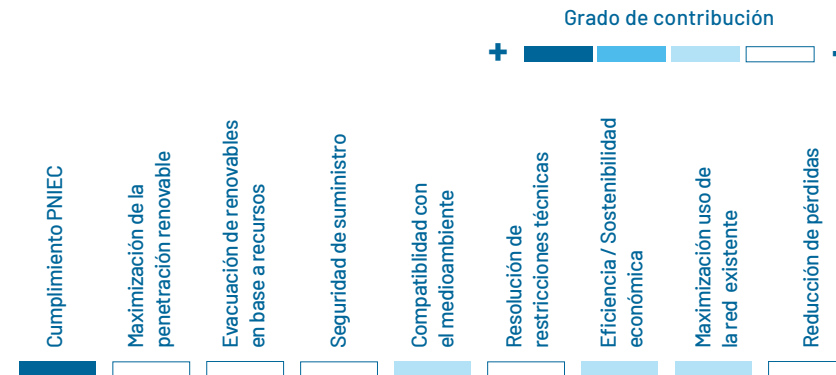 Grado de contribución
+ -
Cumplimiento PNIEC
Maximización de la
penetración renovable
Evacuación de renovables
en base a recursos
Seguridad de suministro
Compatiblidad con
el medioambiente
Resolución de
restricciones técnicas
Eficiencia / Sostenibilidad
económica
Maximización uso de
la red existente
Reducción de pérdidas